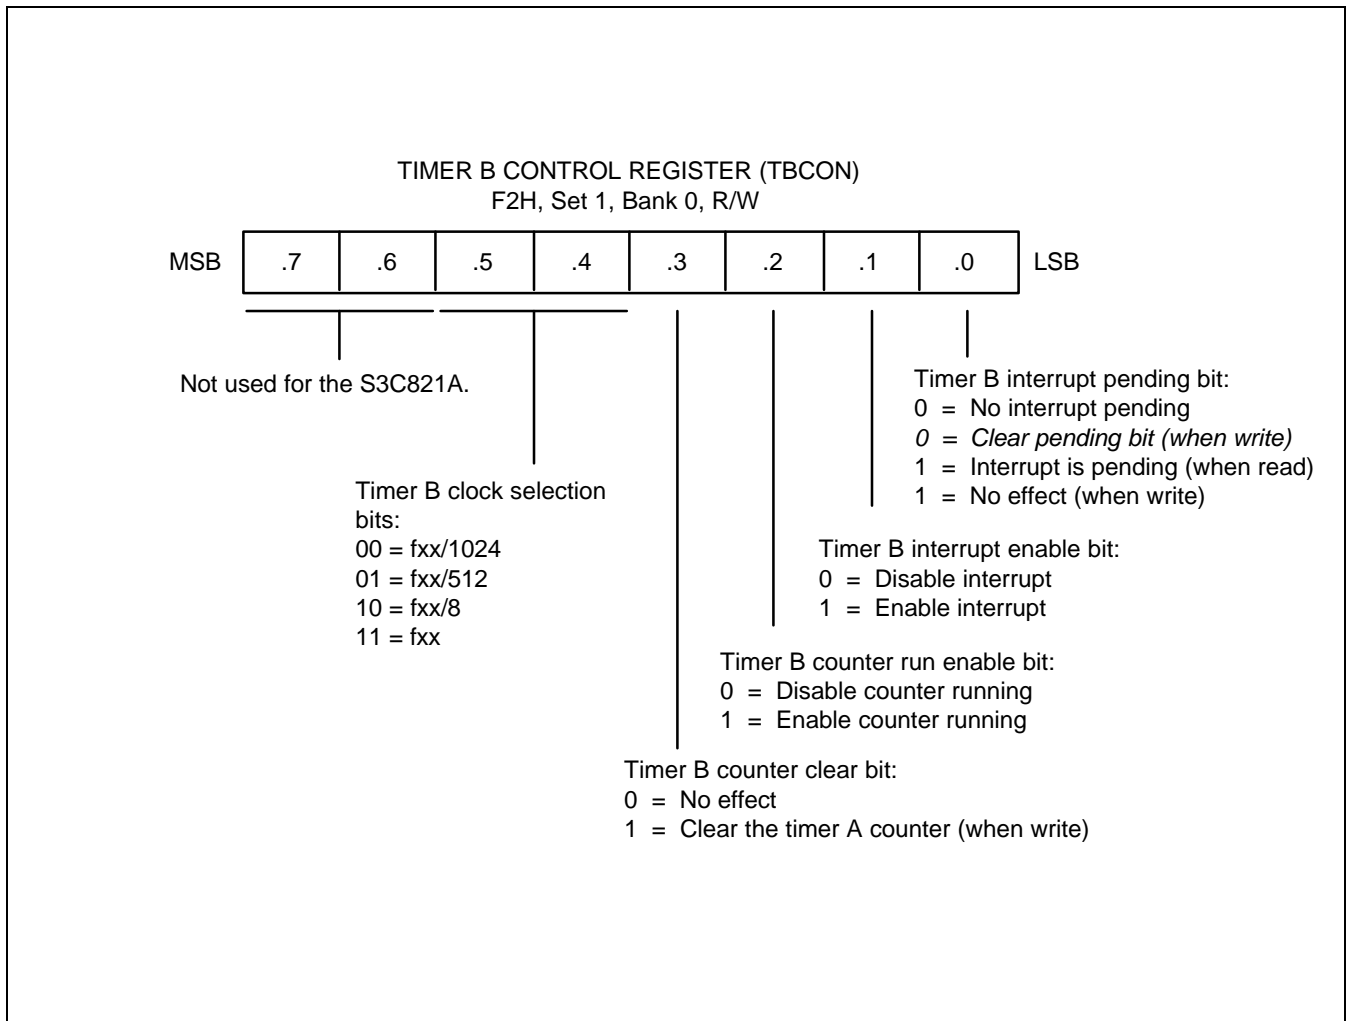 TIMER B CONTROL REGISTER (TBCON)
F2H, Set 1, Bank 0, R/W
MSB .7 .6 .5 .4 .3 .2 .1 .0 LSB
Not used for the S3C821A.
Timer B clock selection
bits:
00 = fxx/1024
01 = fxx/512
10 = fxx/8
11 = fxx
Timer B interrupt pending bit:
0 = No interrupt pending
0 = Clear pending bit (when write)
1 = Interrupt is pending (when read)
1 = No effect (when write)
Timer B interrupt enable bit:
0 = Disable interrupt
1 = Enable interrupt
Timer B counter run enable bit:
0 = Disable counter running
1 = Enable counter running
Timer B counter clear bit:
0 = No effect
1 = Clear the timer A counter (when write)